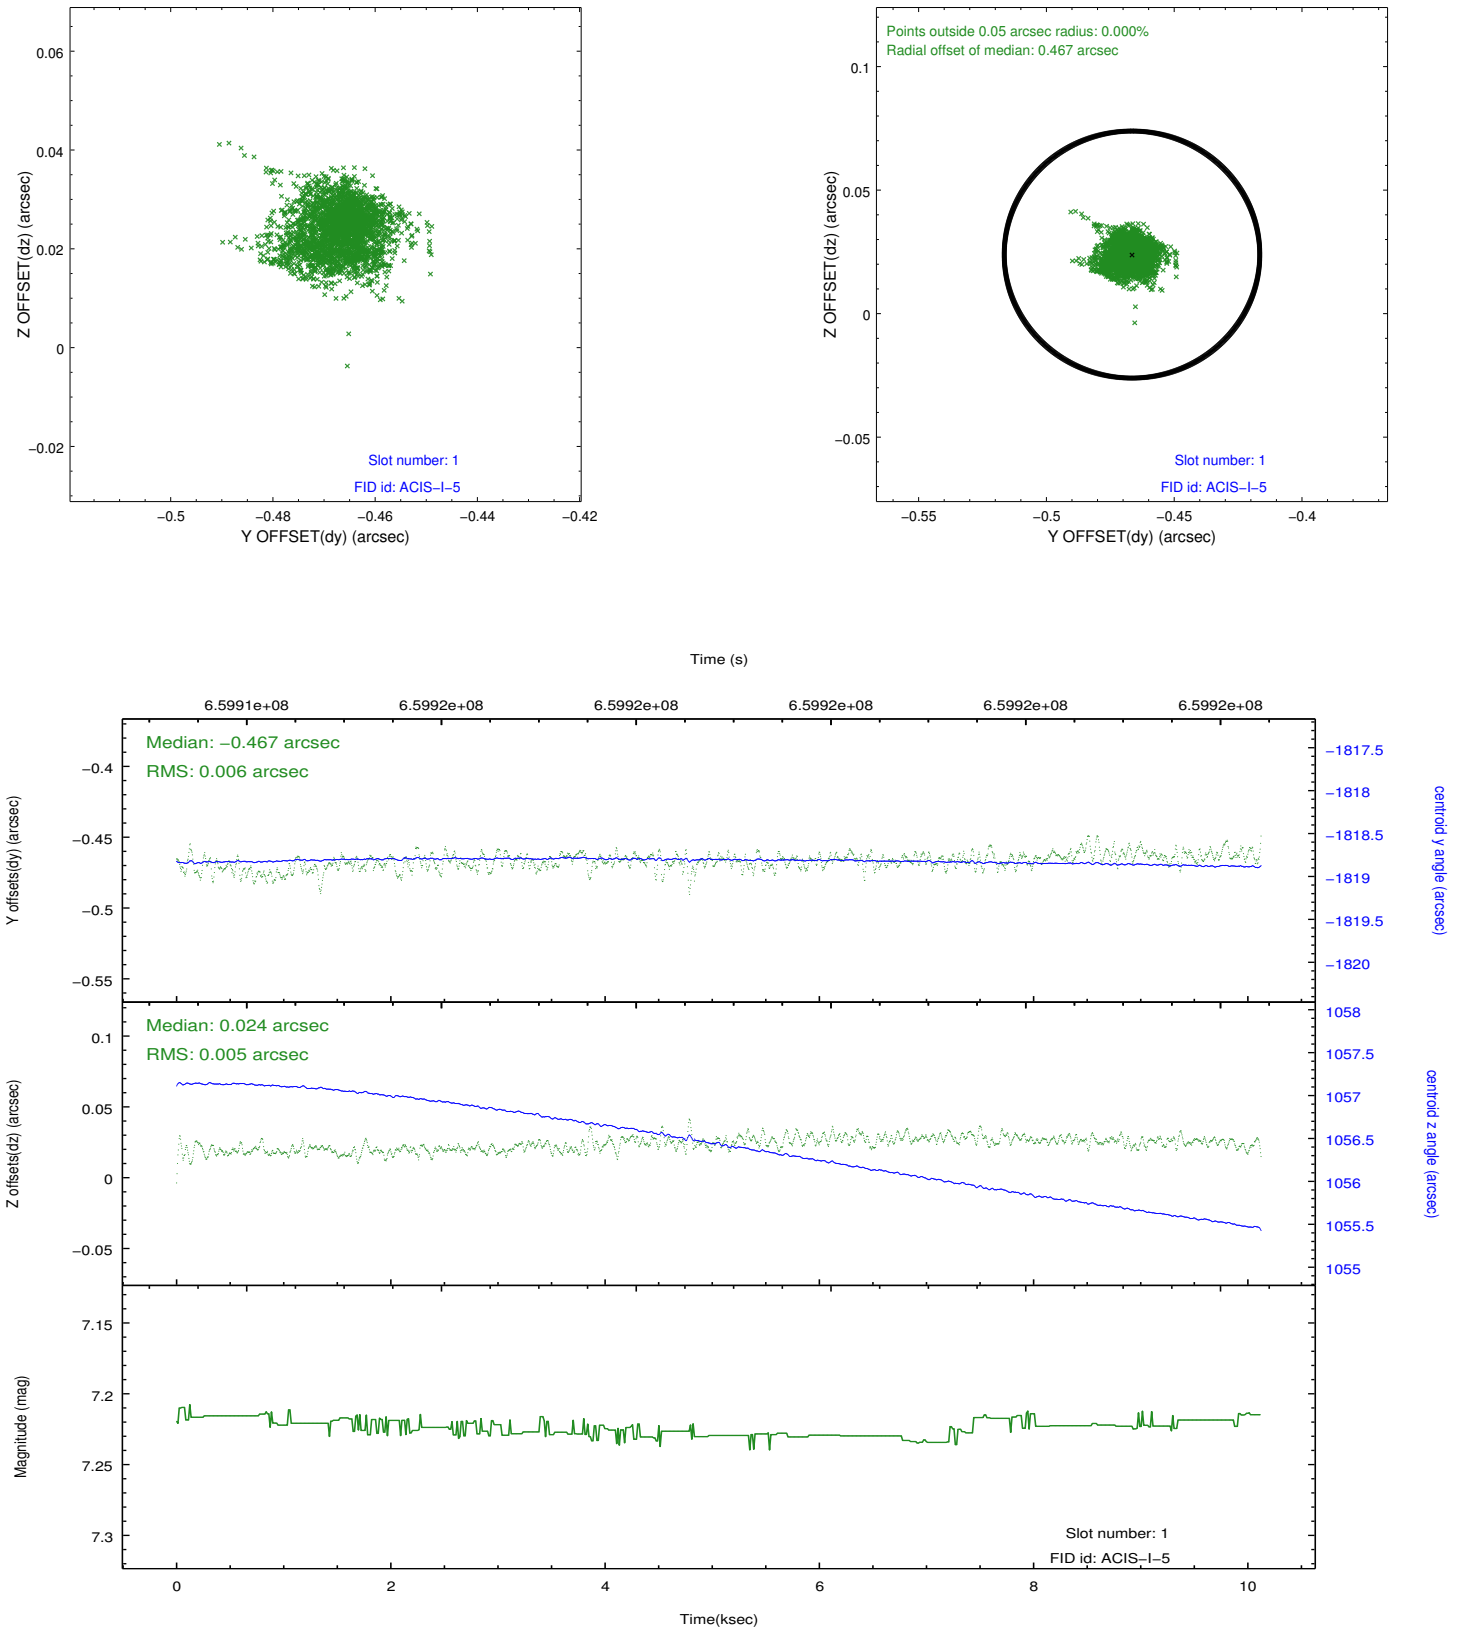 0.06
0.04
0.02
0
−0.02
Z OFFSET(dz) (arcsec)
Slot number: 1
FID id: ACIS−I−5
−0.5 −0.48 −0.46 −0.44 −0.42
Y OFFSET(dy) (arcsec)
Points outside 0.05 arcsec radius: 0.000%
Radial offset of median: 0.467 arcsec
0.1
0.05
0
−0.05
Z OFFSET(dz) (arcsec)
Slot number: 1
FID id: ACIS−I−5
−0.55 −0.5 −0.45 −0.4
Y OFFSET(dy) (arcsec)
Time (s)
6.5991e+08 6.5992e+08 6.5992e+08 6.5992e+08 6.5992e+08 6.5992e+08
Median: −0.467 arcsec
RMS: 0.006 arcsec
−0.4
−0.45
−0.5
−0.55
Y offsets(dy) (arcsec)
−1817.5
−1818
−1818.5
−1819
−1819.5
−1820
centroid y angle (arcsec)
Median: 0.024 arcsec
RMS: 0.005 arcsec
0.1
0.05
0
−0.05
Z offsets(dz) (arcsec)
1058
1057.5
1057
1056.5
1056
1055.5
1055
centroid z angle (arcsec)
7.15
7.2
7.25
7.3
Magnitude (mag)
Slot number: 1
FID id: ACIS−I−5
0 2 4 6 8 10
Time(ksec)